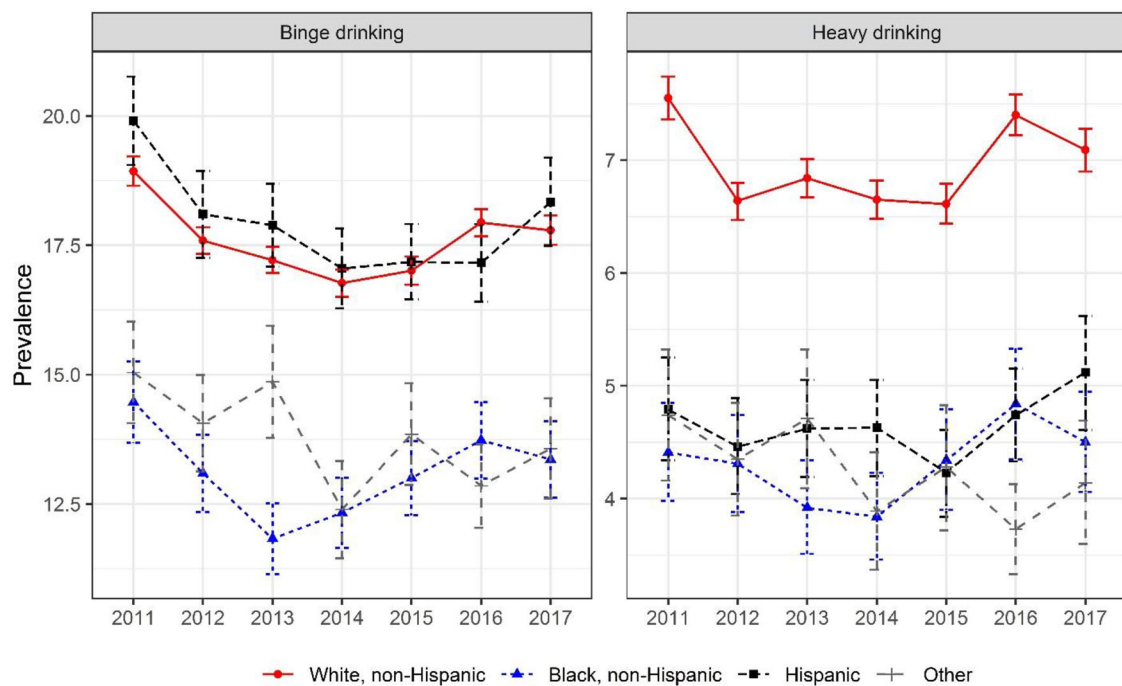 Binge drinking Heavy drinking
Prevalence
20.0
17.5
15.0
12.5
7
6
5
4
2011 2012 2013 2014 2015 2016 2017 2011 2012 2013 2014 2015 2016 2017
White, non-Hispanic Black, non-Hispanic Hispanic Other